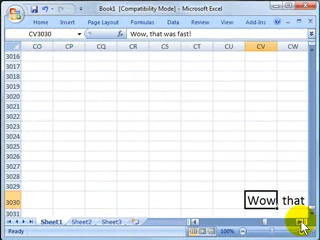 Book1 [Compatibility Mode] - Microsoft Excel
Home Insert Page Layout Formulas Data Review View Add-Ins
CV3030 fx Wow, that was fast!
CO CP CQ CR CS CT CU CV CW
3016
3017
3018
3019
3020
3021
3022
3023
3024
3025
3026
3027
3028
3029
3030 Wow, that
3031
Sheet1 Sheet2 Sheet3
Ready 100%